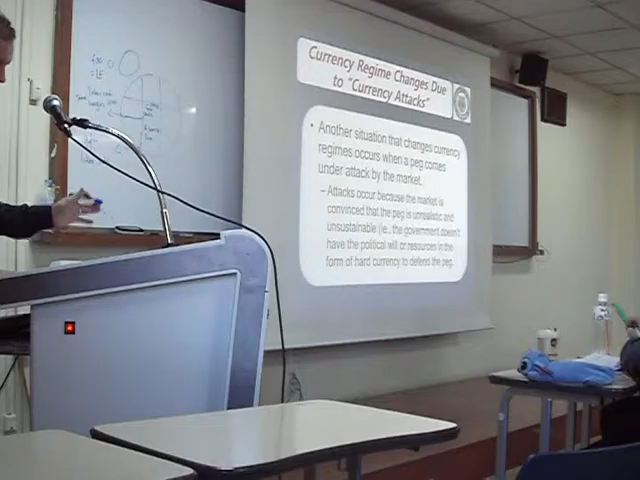 Currency Regime Changes Due
to "Currency Attacks"
• Another situation that changes currency
regimes occurs when a peg comes
under attack by the market.
– Attacks occur because the market is
convinced that the peg is unrealistic and
unsustainable (ie., the government doesn't
have the political will or resources in the
form of hard currency to defend the peg.